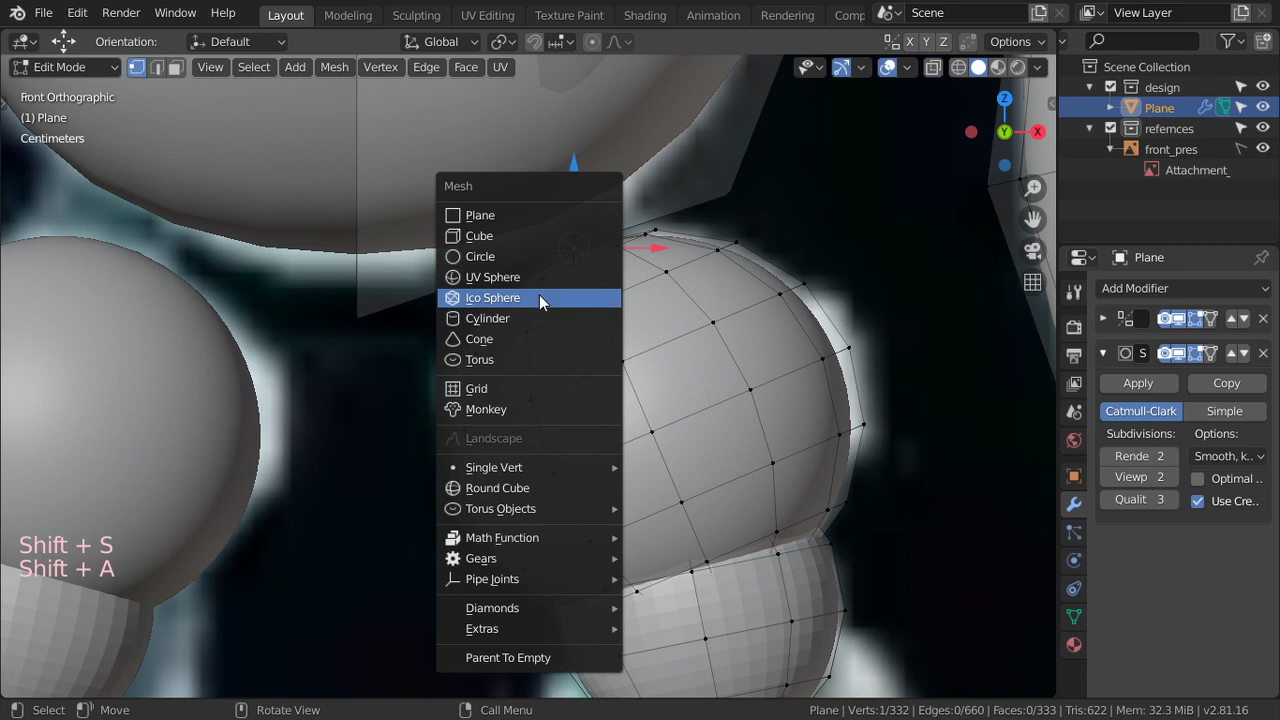 File Edit Render Window Help Layout Modeling Sculpting UV Editing Texture Paint Shading Animation Rendering Comp Scene View Layer
Orientation: Default Global X Y Z Options
Edit Mode View Select Add Mesh Vertex Edge Face UV
Front Orthographic
(1) Plane
Centimeters
Z
Y
X
Mesh
Plane
Cube
Circle
UV Sphere
Ico Sphere
Cylinder
Cone
Torus
Grid
Monkey
Landscape
Single Vert
Round Cube
Torus Objects
Math Function
Gears
Pipe Joints
Diamonds
Extras
Parent To Empty
Shift + S
Shift + A
Scene Collection
design
Plane
refernces
front_pres
Attachment_
Plane
Add Modifier
S
Apply Copy
Catmull-Clark Simple
Subdivisions: Options:
Rende 2 Smooth, k..
Viewp 2 Optimal ..
Qualit 3 Use Cre..
Select Move Rotate View Call Menu Plane | Verts:1/332 | Edges:0/660 | Faces:0/333 | Tris:622 | Mem: 32.3 MiB | v2.81.16